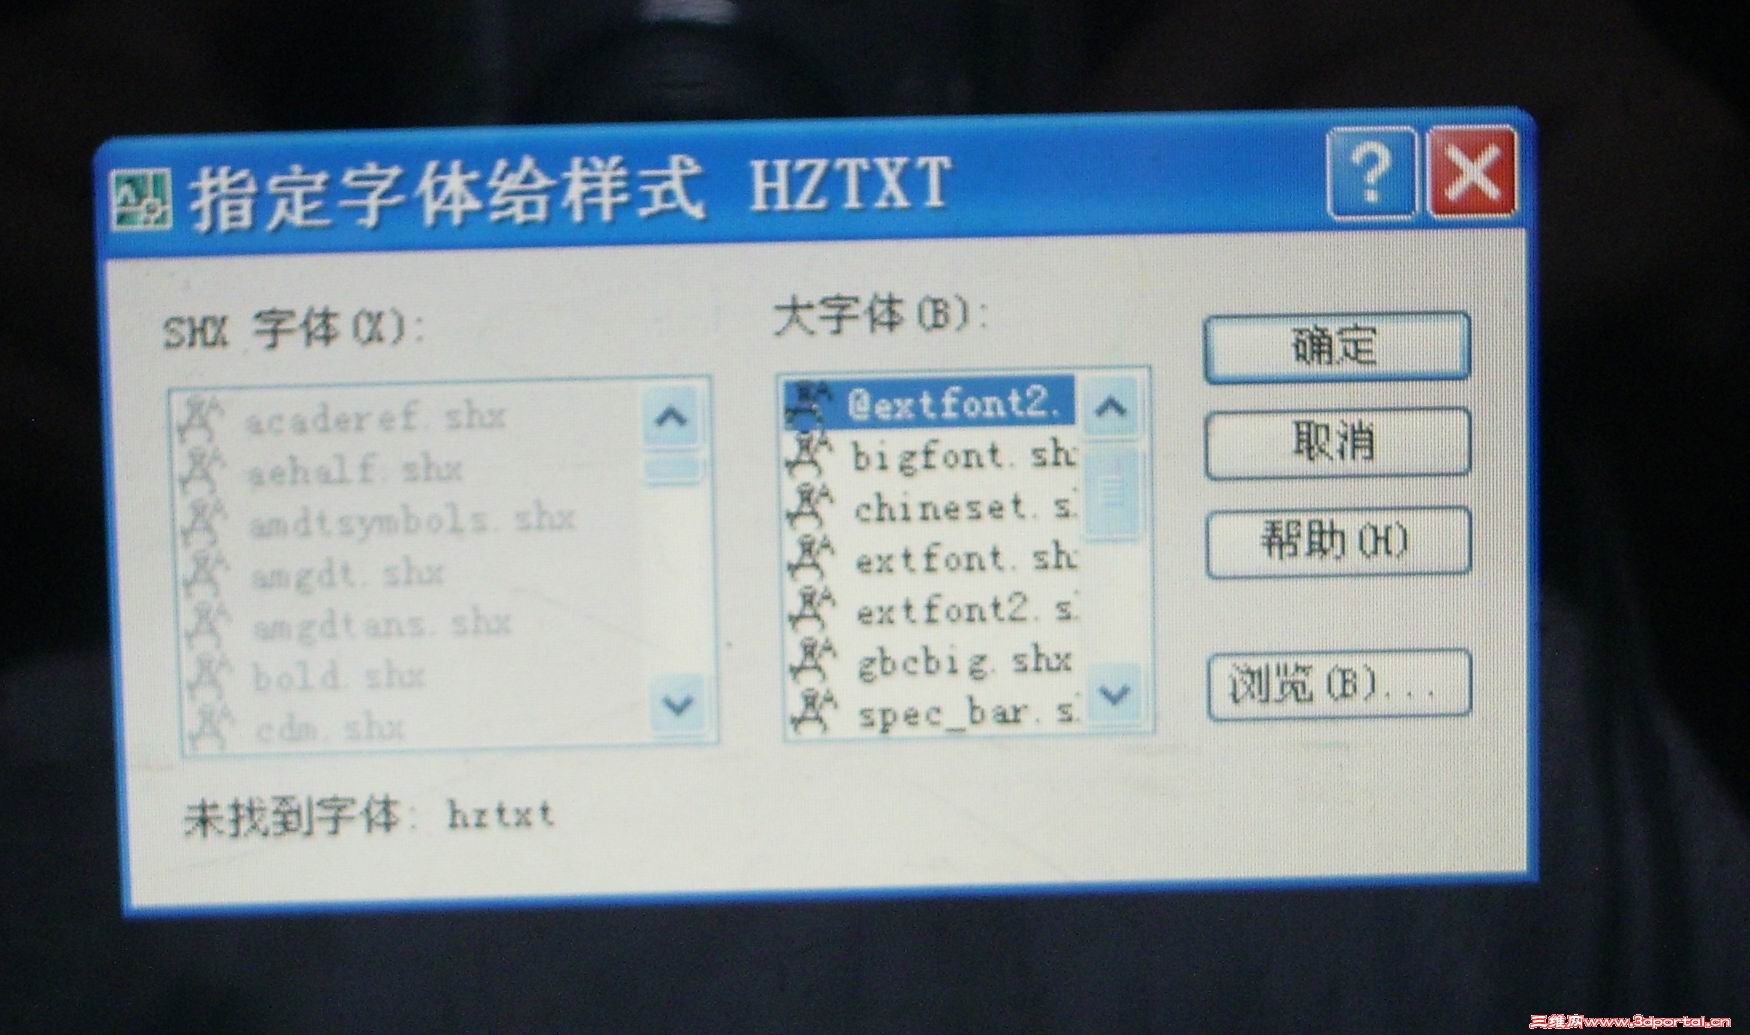 指定字体给样式 HZTXT
SHX 字体(X):
acaderef.shx
aehalf.shx
amdtsymbols.shx
amgdt.shx
amgdtans.shx
bold.shx
cdm.shx
大字体(B):
@extfont2.
bigfont.sh
chineset.s
extfont.sh
extfont2.s
gbcbig.shx
spec_bar.s
确定
取消
帮助(H)
浏览(B)...
未找到字体: hztxt
三维网www.3dportal.cn